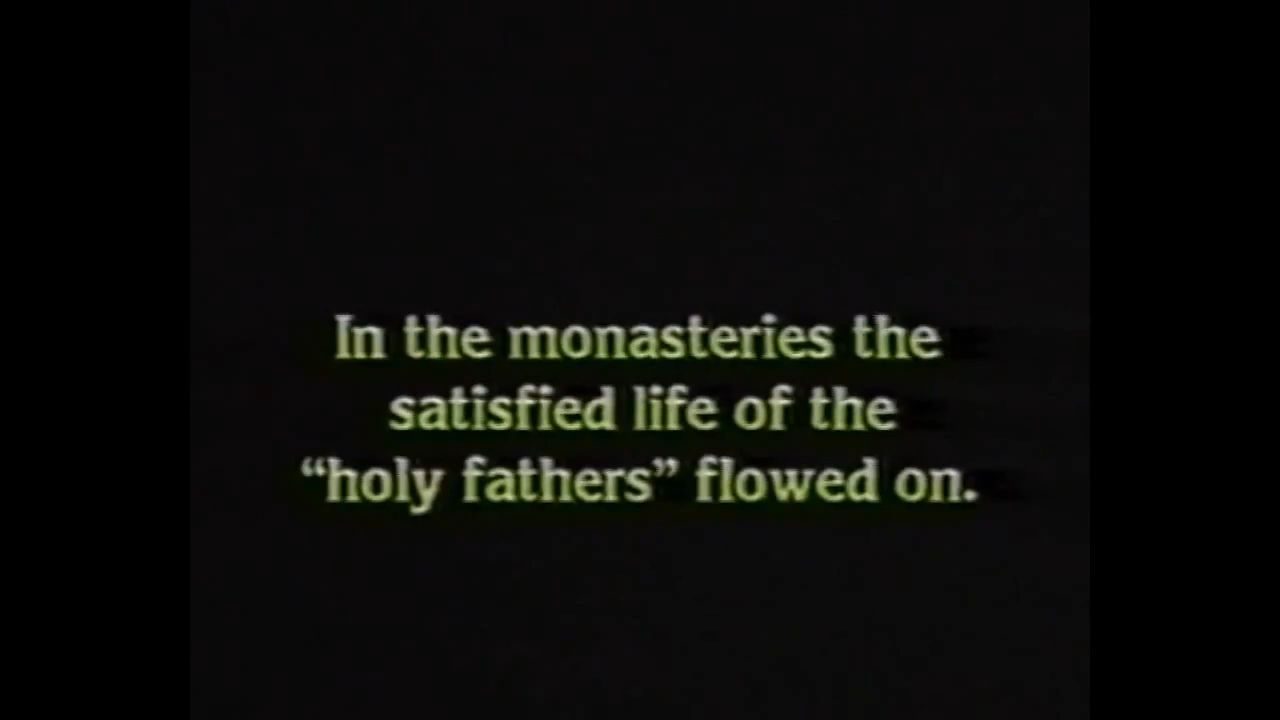 In the monasteries the
satisfied life of the
“holy fathers” flowed on.